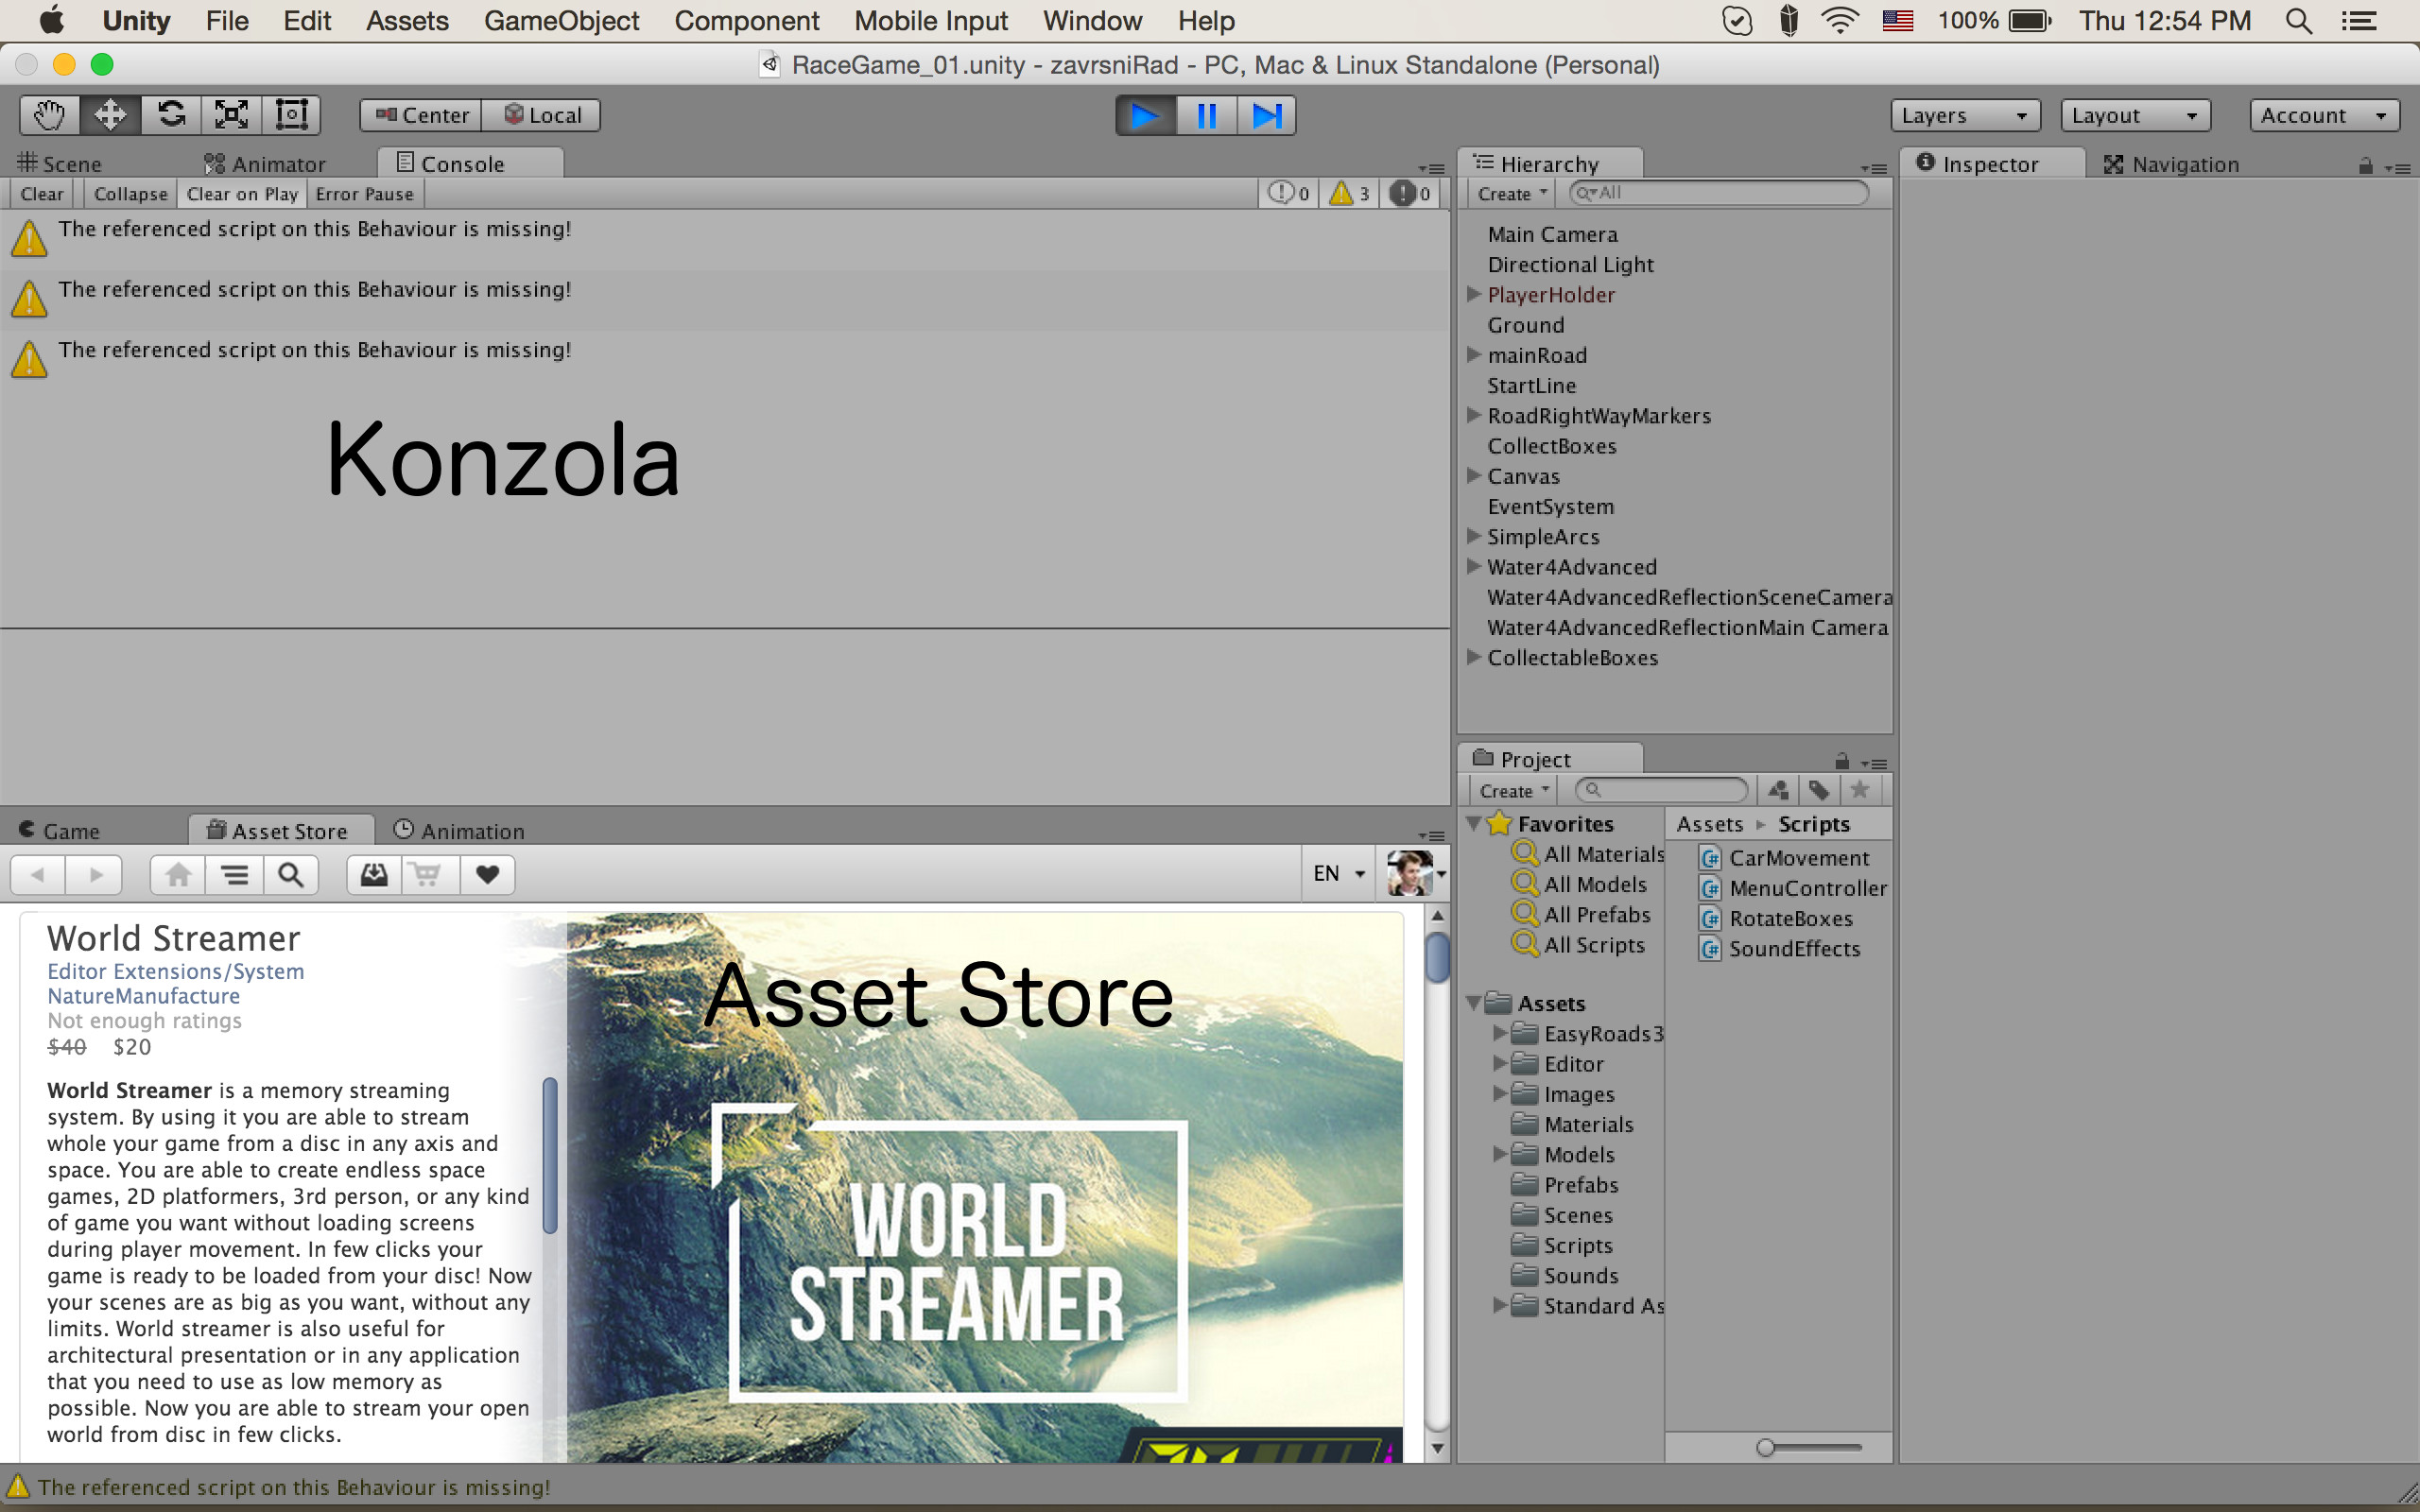 Unity File Edit Assets GameObject Component Mobile Input Window Help 100% Thu 12:54 PM
RaceGame_01.unity - zavrsniRad - PC, Mac & Linux Standalone (Personal)
Center Local Layers Layout Account
Scene Animator Console
Clear Collapse Clear on Play Error Pause 0 3 0
The referenced script on this Behaviour is missing!
The referenced script on this Behaviour is missing!
The referenced script on this Behaviour is missing!
Konzola
Hierarchy
Create All
Main Camera
Directional Light
PlayerHolder
Ground
mainRoad
StartLine
RoadRightWayMarkers
CollectBoxes
Canvas
EventSystem
SimpleArcs
Water4Advanced
Water4AdvancedReflectionSceneCamera
Water4AdvancedReflectionMain Camera
CollectableBoxes
Inspector Navigation
Game Asset Store Animation
EN
World Streamer
Editor Extensions/System
NatureManufacture
Not enough ratings
$40 $20
World Streamer is a memory streaming
system. By using it you are able to stream
whole your game from a disc in any axis and
space. You are able to create endless space
games, 2D platformers, 3rd person, or any kind
of game you want without loading screens
during player movement. In few clicks your
game is ready to be loaded from your disc! Now
your scenes are as big as you want, without any
limits. World streamer is also useful for
architectural presentation or in any application
that you need to use as low memory as
possible. Now you are able to stream your open
world from disc in few clicks.
Asset Store
WORLD
STREAMER
Project
Create
Favorites
All Materials
All Models
All Prefabs
All Scripts
Assets
EasyRoads3
Editor
Images
Materials
Models
Prefabs
Scenes
Scripts
Sounds
Standard As
Assets Scripts
CarMovement
MenuController
RotateBoxes
SoundEffects
The referenced script on this Behaviour is missing!